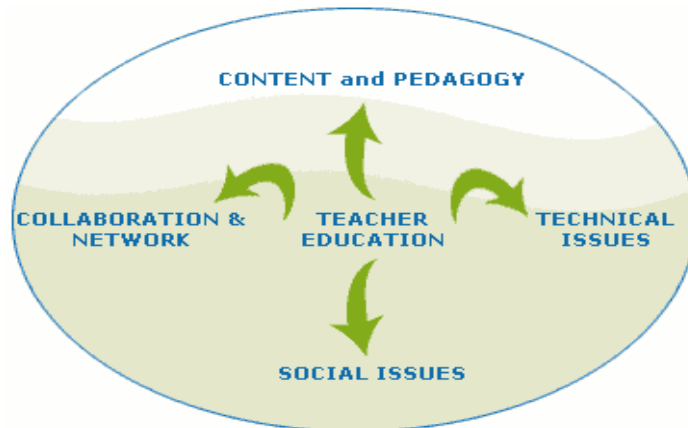 CONTENT and PEDAGOGY
COLLABORATION &
NETWORK
TEACHER
EDUCATION
TECHNICAL
ISSUES
SOCIAL ISSUES